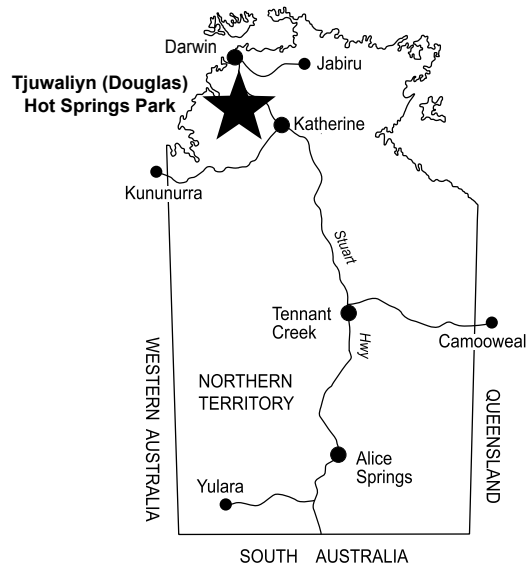 Darwin
Jabiru
Tjuwaliyn (Douglas)
Hot Springs Park
Katherine
Kununurra
Stuart
Tennant
Creek
Hwy
Camooweal
WESTERN AUSTRALIA
NORTHERN
TERRITORY
QUEENSLAND
Alice
Springs
Yulara
SOUTH AUSTRALIA